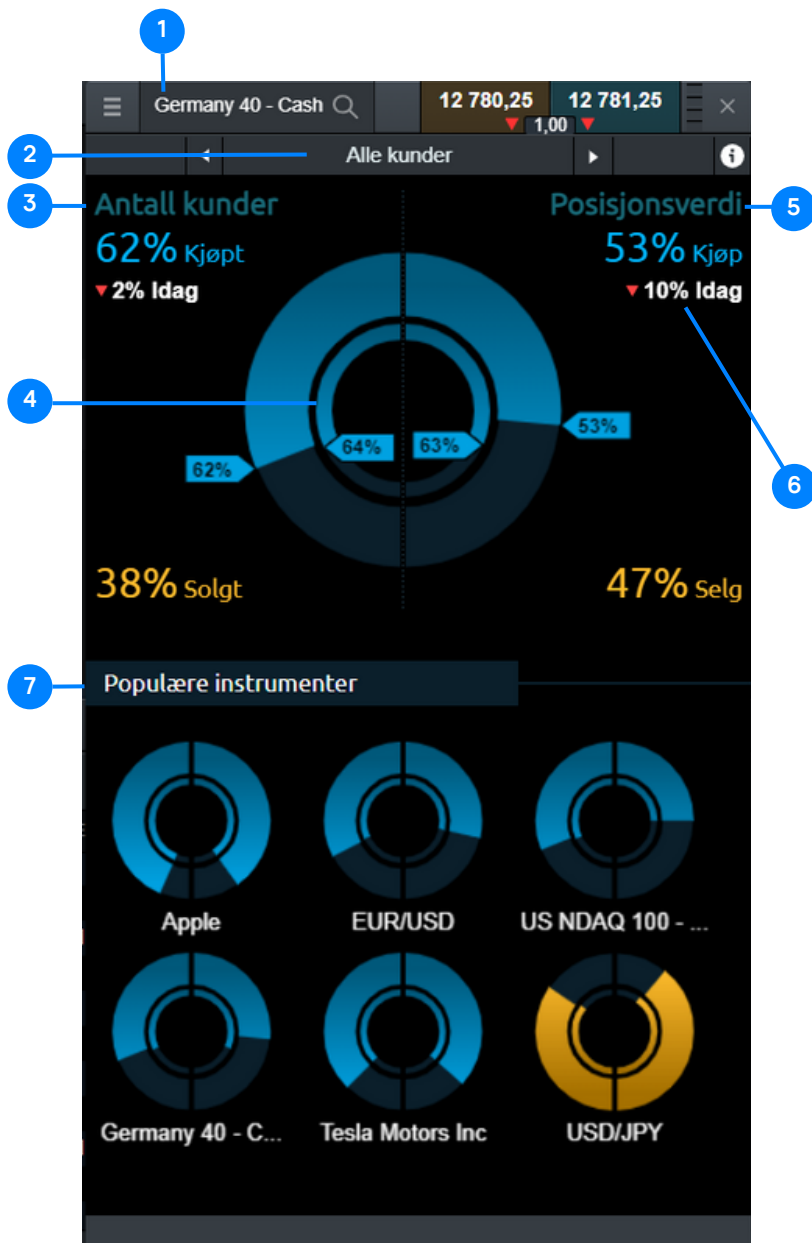 1
Germany 40 - Cash
12 780,25
12 781,25
1,00
2
Alle kunder
3
Antall kunder
Posisjonsverdi
5
62% Kjøpt
53% Kjøp
2% Idag
10% Idag
4
53%
64%
63%
62%
6
38% Solgt
47% Selg
7
Populære instrumenter
Apple
EUR/USD
US NDAQ 100 - ...
Germany 40 - C...
Tesla Motors Inc
USD/JPY